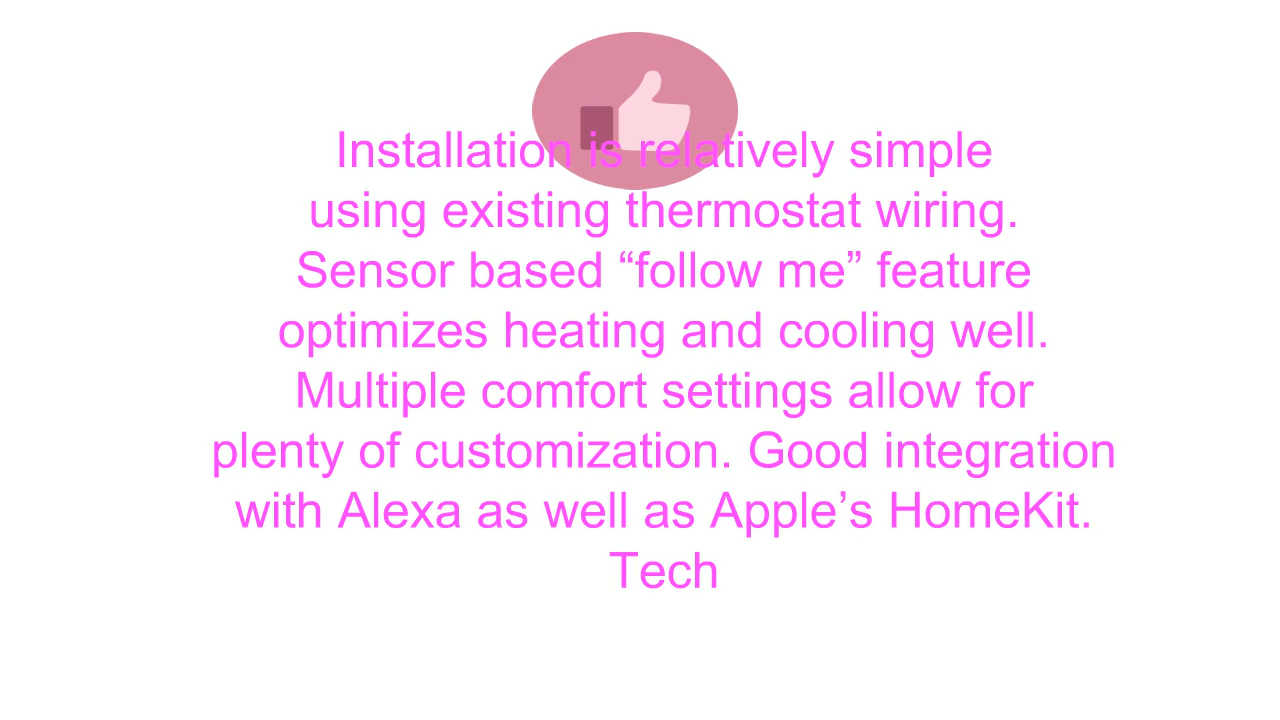 Installation is relatively simple
using existing thermostat wiring.
Sensor based “follow me” feature
optimizes heating and cooling well.
Multiple comfort settings allow for
plenty of customization. Good integration
with Alexa as well as Apple’s HomeKit.
Tech